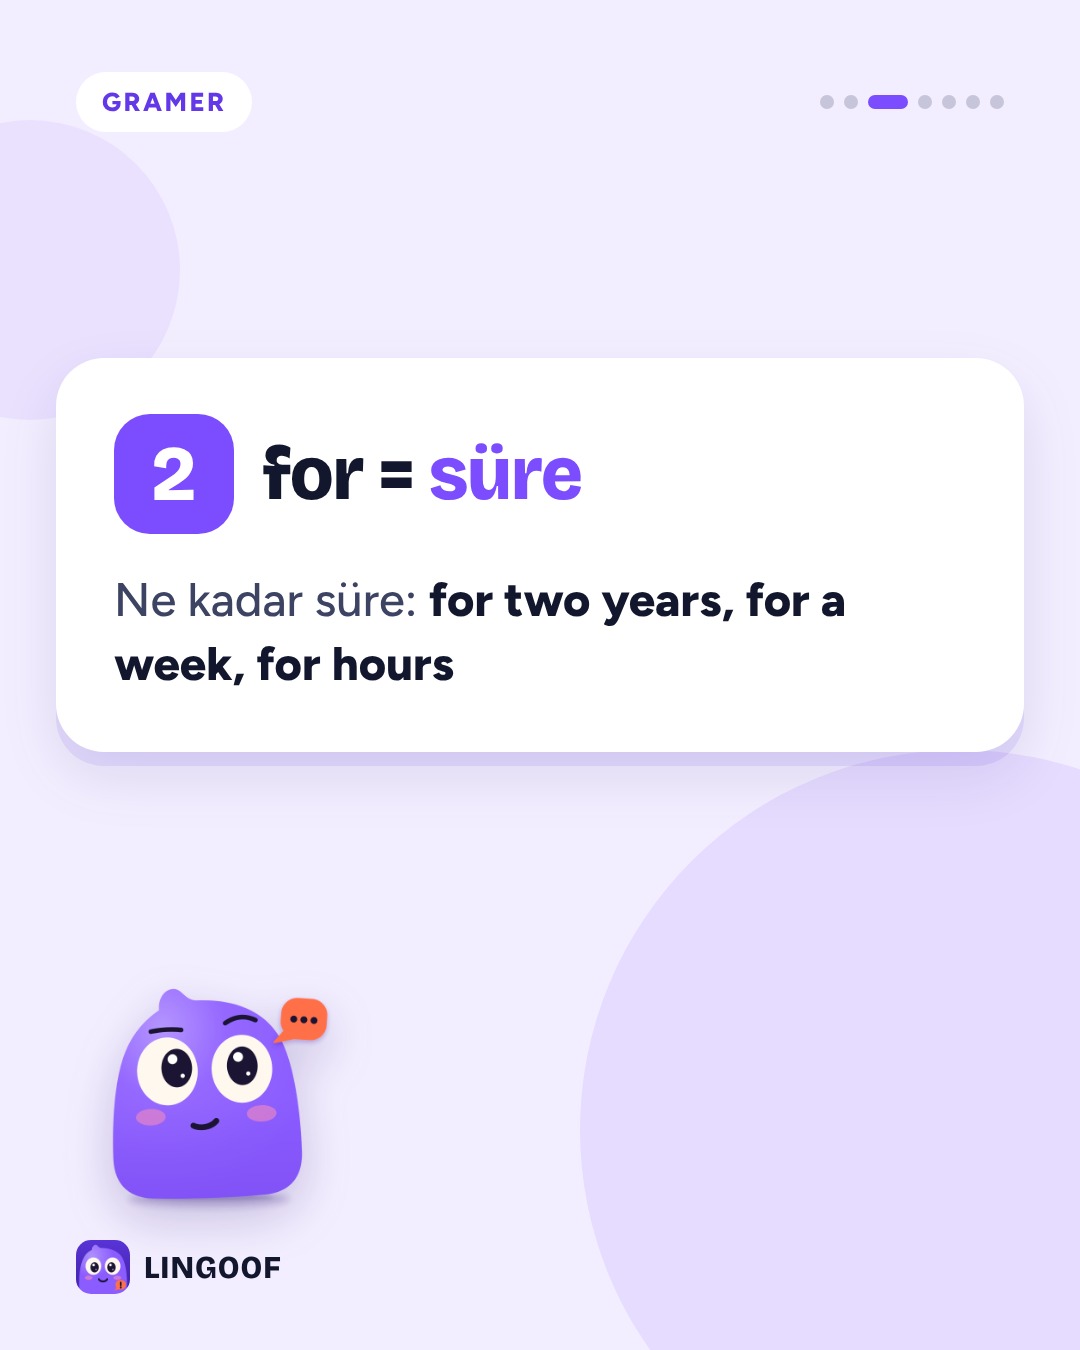 GRAMER
2
for = süre
Ne kadar süre: for two years, for a
week, for hours
LINGOOF